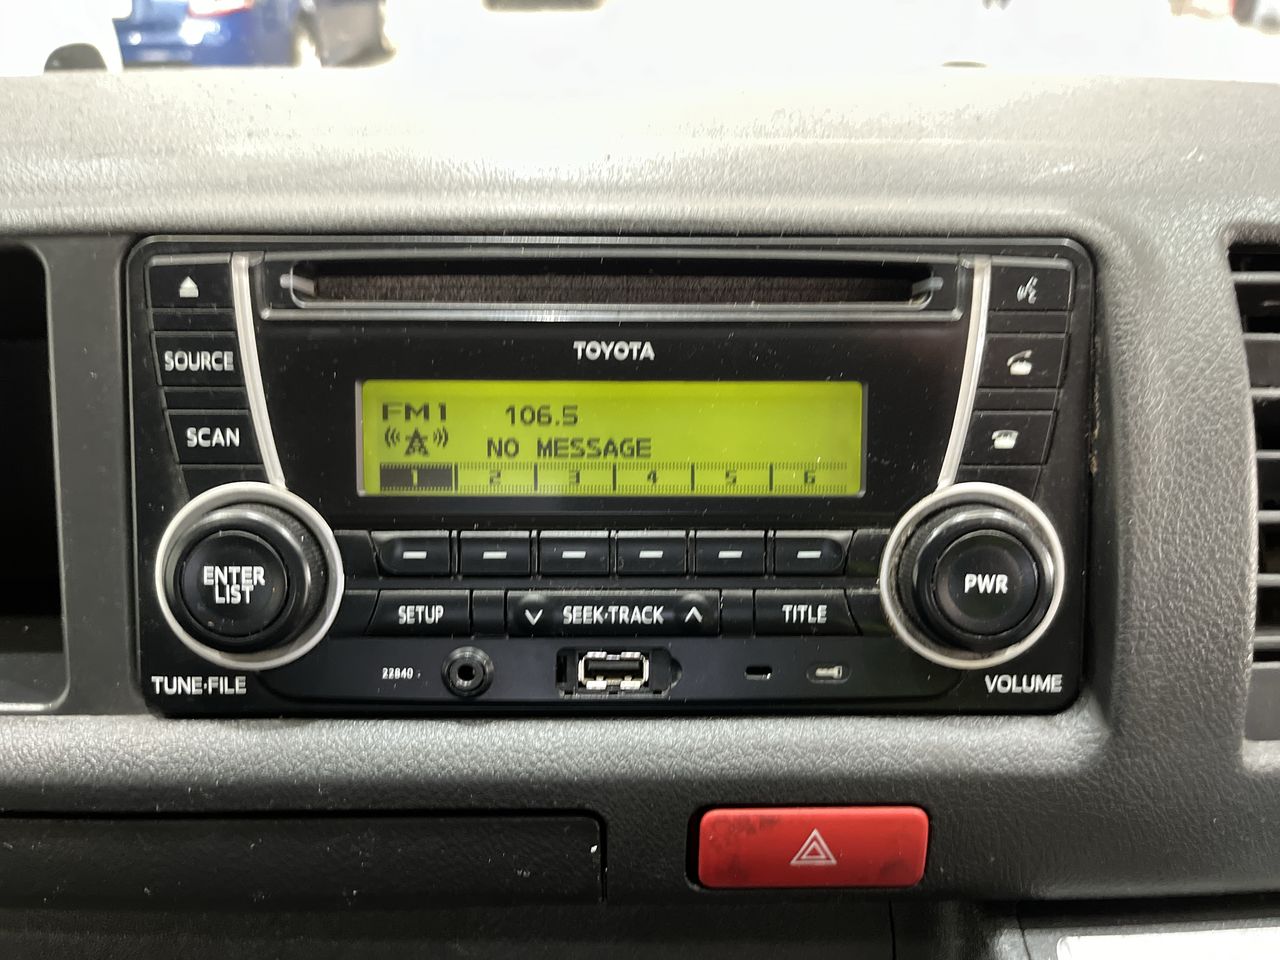 TOYOTA
SOURCE
SCAN
FM1 106.5
NO MESSAGE
1 2 3 4 5 6
ENTER
LIST
PWR
SETUP
SEEK·TRACK
TITLE
22840
TUNE·FILE
VOLUME